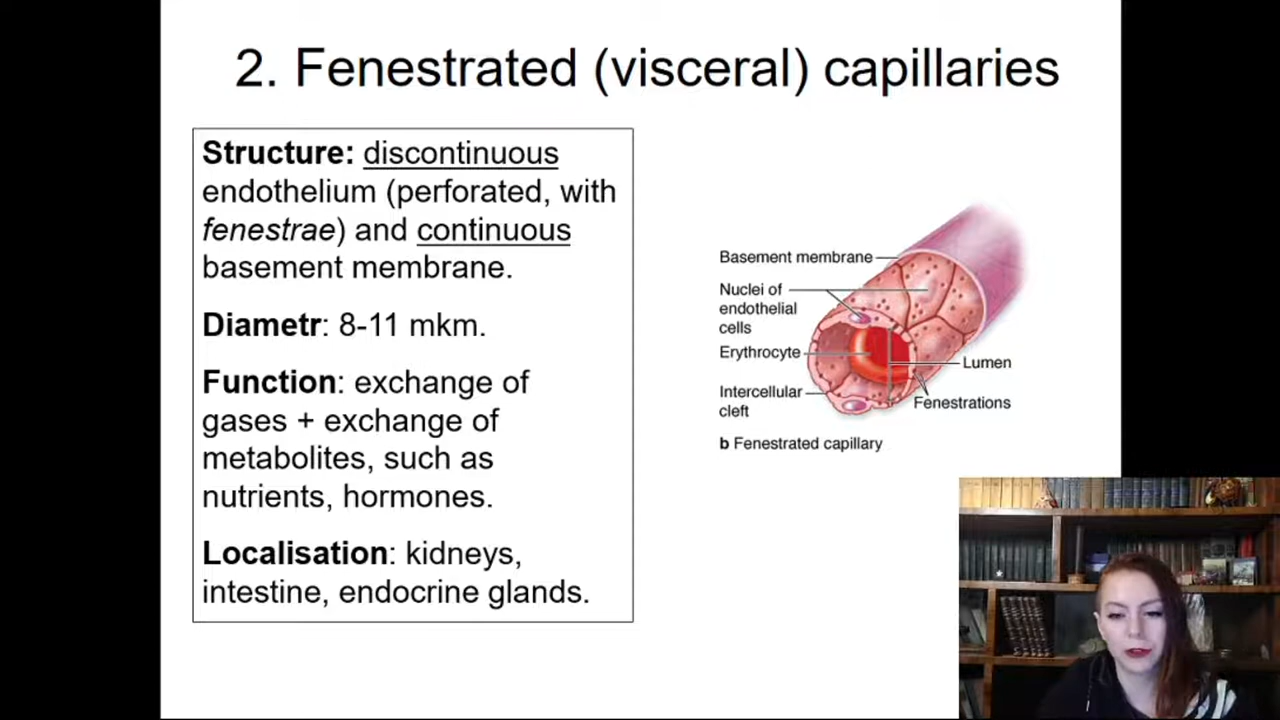 2. Fenestrated (visceral) capillaries
Structure: discontinuous
endothelium (perforated, with
fenestrae) and continuous
basement membrane.
Diametr: 8-11 mkm.
Function: exchange of
gases + exchange of
metabolites, such as
nutrients, hormones.
Localisation: kidneys,
intestine, endocrine glands.
Basement membrane
Nuclei of
endothelial
cells
Erythrocyte
Intercellular
cleft
Lumen
Fenestrations
b Fenestrated capillary